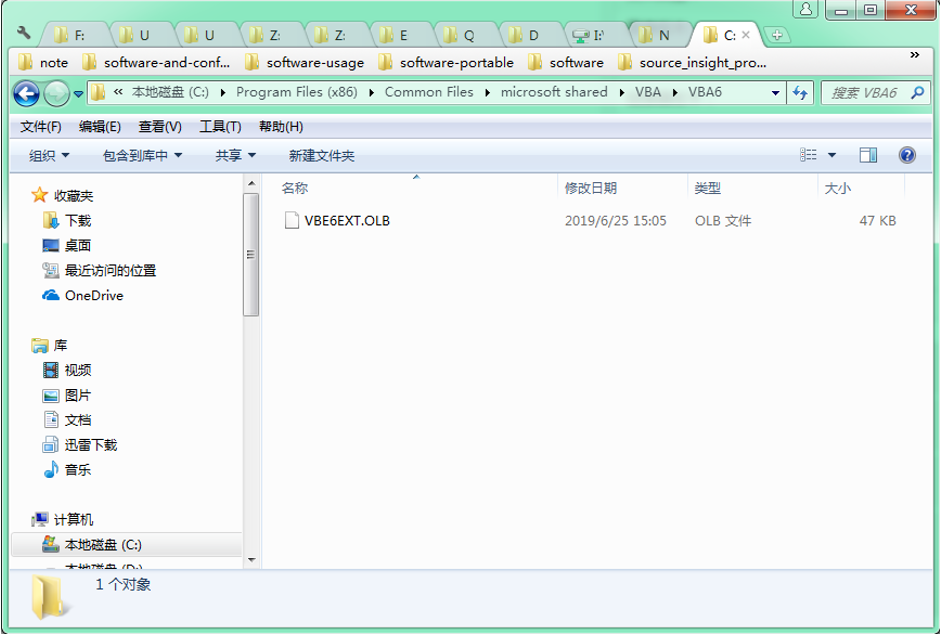 F: U U Z: Z: E Q D I:\ N C:
note software-and-conf... software-usage software-portable software source_insight_pro... »
« 本地磁盘 (C:) Program Files (x86) Common Files microsoft shared VBA VBA6 搜索 VBA6
文件(F) 编辑(E) 查看(V) 工具(T) 帮助(H)
组织 包含到库中 共享 新建文件夹
名称 修改日期 类型 大小
VBE6EXT.OLB 2019/6/25 15:05 OLB 文件 47 KB
收藏夹
下载
桌面
最近访问的位置
OneDrive
库
视频
图片
文档
迅雷下载
音乐
计算机
本地磁盘 (C:)
本地磁盘 (D:)
1 个对象